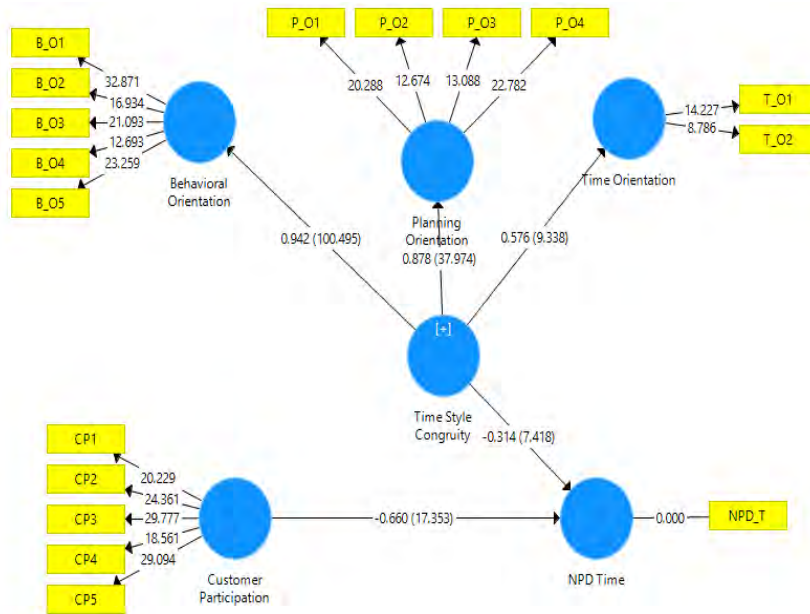 P_O1
P_O2
P_O3
P_O4
B_O1
B_O2
B_O3
B_O4
B_O5
32.871
16.934
21.093
12.693
23.259
20.288
12.674
13.088
22.782
T_O1
T_O2
14.227
8.786
Behavioral
Orientation
Planning
Orientation
Time Orientation
0.942 (100.495)
0.878 (37.974)
0.576 (9.338)
[+]
Time Style
Congruity
-0.314 (7.418)
CP1
CP2
CP3
CP4
CP5
20.229
24.361
29.777
18.561
29.094
-0.660 (17.353)
0.000
NPD_T
Customer
Participation
NPD Time